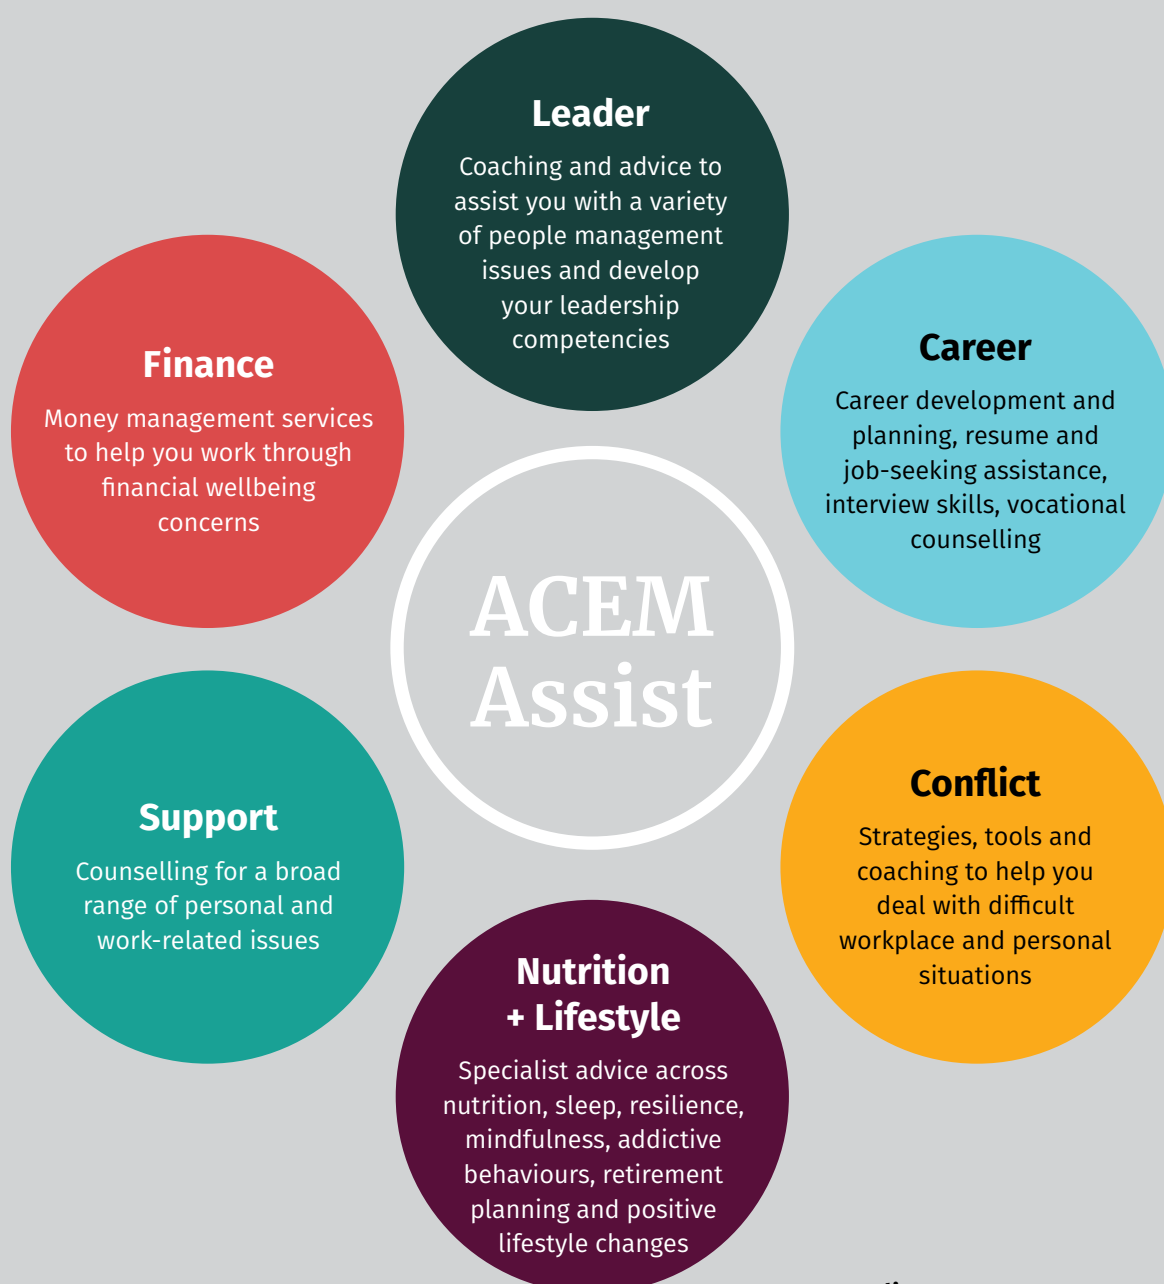 Leader
Coaching and advice to
assist you with a variety
of people management
issues and develop
your leadership
competencies
Finance
Money management services
to help you work through
financial wellbeing
concerns
Career
Career development and
planning, resume and
job-seeking assistance,
interview skills, vocational
counselling
ACEM
Assist
Support
Counselling for a broad
range of personal and
work-related issues
Conflict
Strategies, tools and
coaching to help you
deal with difficult
workplace and personal
situations
Nutrition
+ Lifestyle
Specialist advice across
nutrition, sleep, resilience,
mindfulness, addictive
behaviours, retirement
planning and positive
lifestyle changes